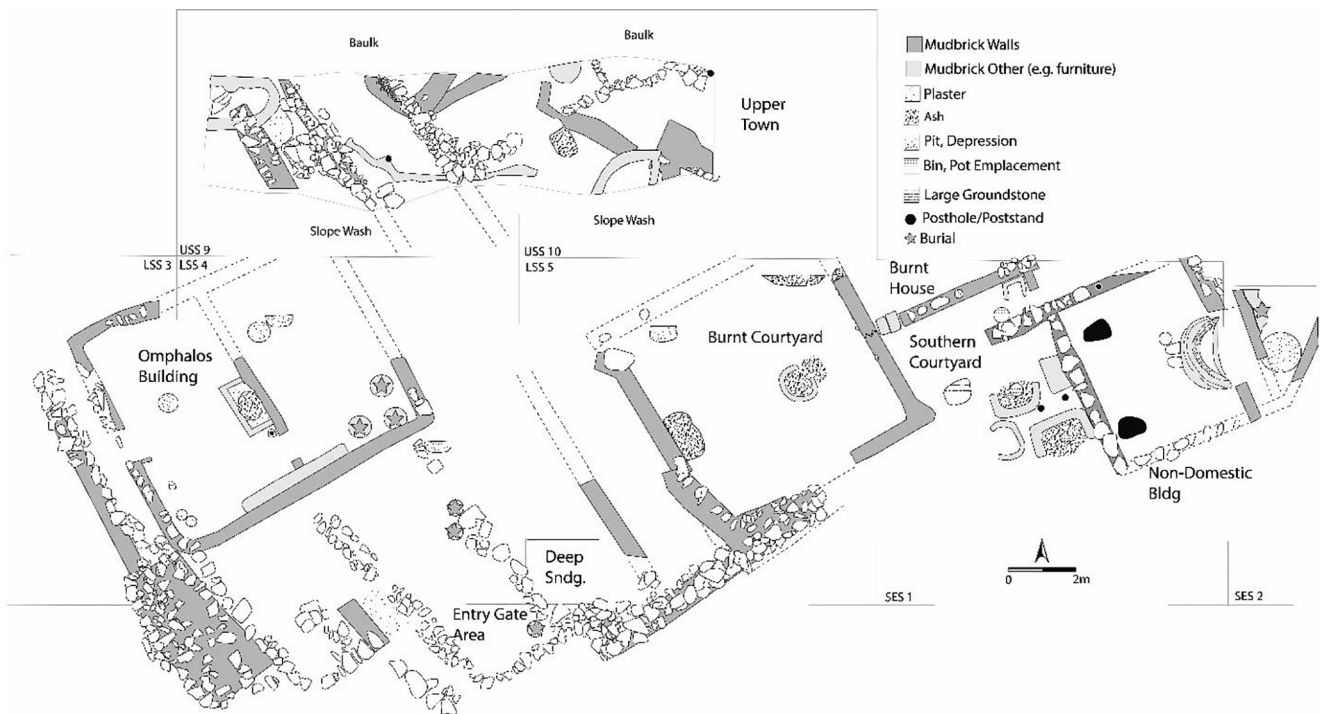 Baulk
Baulk
Upper
Town
Mudbrick Walls
Mudbrick Other (e.g. furniture)
Plaster
Ash
Pit, Depression
Bin, Pot Emplacement
Large Groundstone
Posthole/Poststand
Burial
Slope Wash
Slope Wash
USS 9
LSS 3
LSS 4
USS 10
LSS 5
Burnt
House
Omphalos
Building
Burnt Courtyard
Southern
Courtyard
Non-Domestic
Bldg
Deep
Sndg.
Entry Gate
Area
0
2m
SES 1
SES 2